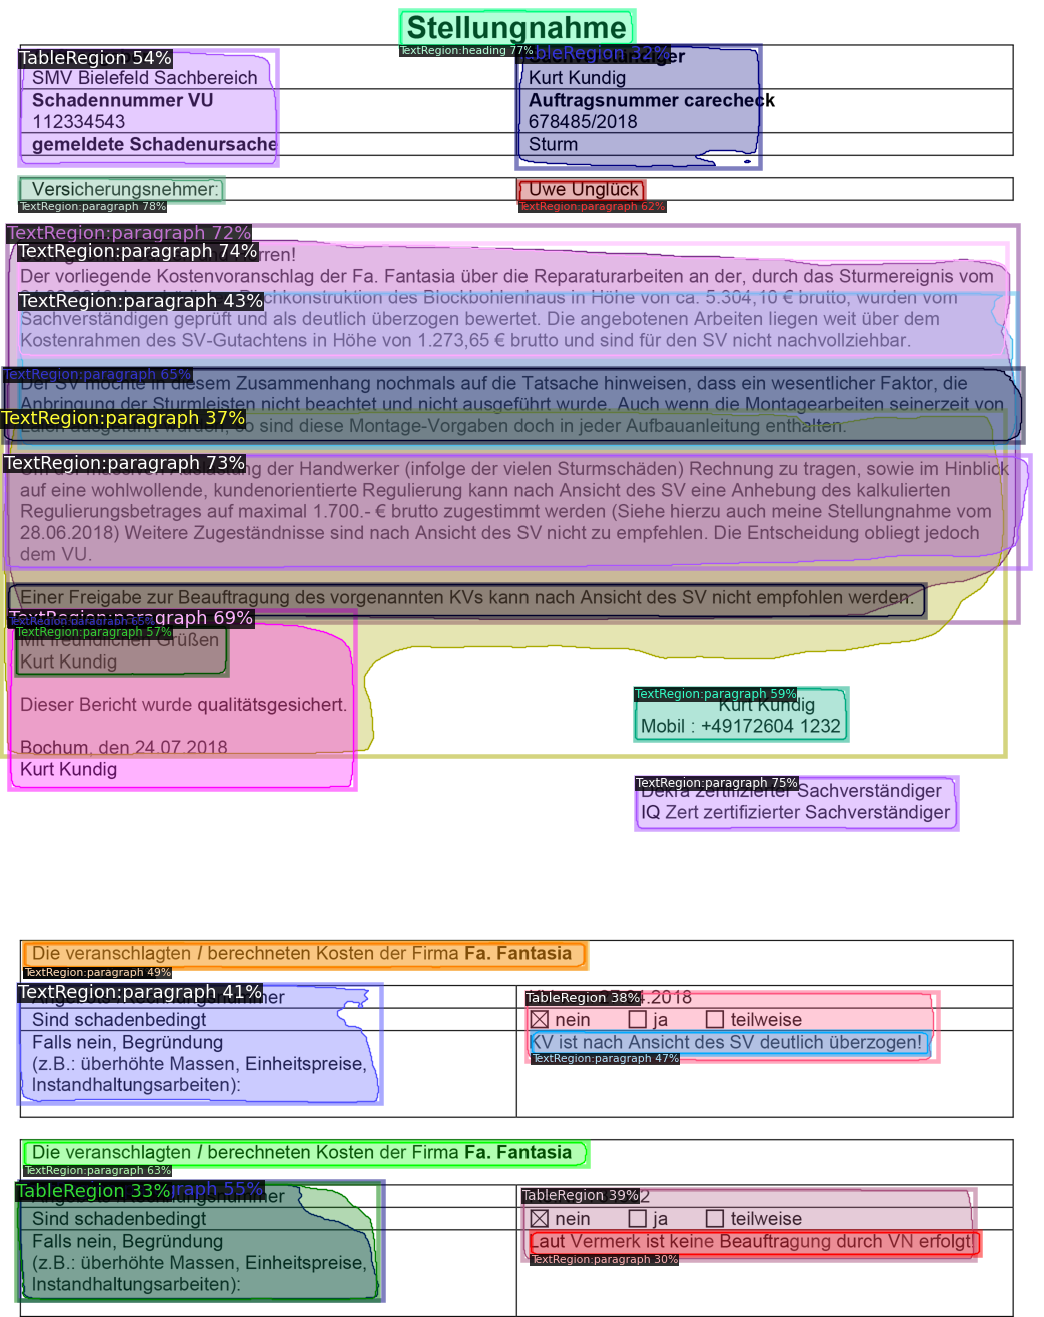 Stellungnahme
TextRegion:heading 77%
TableRegion 54%
TableRegion 32%
SMV Bielefeld Sachbereich
Kurt Kundig
Schadennummer VU
Auftragsnummer carecheck
112334543
678485/2018
gemeldete Schadenursache
Sturm
Versicherungsnehmer:
Uwe Unglück
TextRegion:paragraph 78%
TextRegion:paragraph 62%
TextRegion:paragraph 72%
TextRegion:paragraph 74%
Der vorliegende Kostenvoranschlag der Fa. Fantasia über die Reparaturarbeiten an der, durch das Sturmereignis vom
TextRegion:paragraph 43%
des Blockbohlenhaus in Höhe von ca. 5.304,10 € brutto, wurden vom
Sachverständigen geprüft und als deutlich überzogen bewertet. Die angebotenen Arbeiten liegen weit über dem
Kostenrahmen des SV-Gutachtens in Höhe von 1.273,65 € brutto und sind für den SV nicht nachvollziehbar.
TextRegion:paragraph 65%
Der SV möchte in diesem Zusammenhang nochmals auf die Tatsache hinweisen, dass ein wesentlicher Faktor, die
Anbringung der Sturmleisten nicht beachtet und nicht ausgeführt wurde. Auch wenn die Montagearbeiten seinerzeit von
TextRegion:paragraph 37%
Laien ausgeführt wurden, so sind diese Montage-Vorgaben doch in jeder Aufbauanleitung enthalten.
TextRegion:paragraph 73%
der Handwerker (infolge der vielen Sturmschäden) Rechnung zu tragen, sowie im Hinblick
auf eine wohlwollende, kundenorientierte Regulierung kann nach Ansicht des SV eine Anhebung des kalkulierten
Regulierungsbetrages auf maximal 1.700.- € brutto zugestimmt werden (Siehe hierzu auch meine Stellungnahme vom
28.06.2018) Weitere Zugeständnisse sind nach Ansicht des SV nicht zu empfehlen. Die Entscheidung obliegt jedoch
dem VU.
Einer Freigabe zur Beauftragung des vorgenannten KVs kann nach Ansicht des SV nicht empfohlen werden.
TextRegion:paragraph 69%
TextRegion:paragraph 65%
TextRegion:paragraph 57%
Mit freundlichen Grüßen
Kurt Kundig
Dieser Bericht wurde qualitätsgesichert.
TextRegion:paragraph 59%
Kurt Kundig
Mobil : +49172604 1232
Bochum, den 24.07.2018
Kurt Kundig
TextRegion:paragraph 75%
Dekra zertifizierter Sachverständiger
IQ Zert zertifizierter Sachverständiger
Die veranschlagten / berechneten Kosten der Firma Fa. Fantasia
TextRegion:paragraph 49%
TextRegion:paragraph 41%
TableRegion 38%
Sind schadenbedingt
nein ja teilweise
Falls nein, Begründung
KV ist nach Ansicht des SV deutlich überzogen!
TextRegion:paragraph 47%
(z.B.: überhöhte Massen, Einheitspreise,
Instandhaltungsarbeiten):
Die veranschlagten / berechneten Kosten der Firma Fa. Fantasia
TextRegion:paragraph 63%
TableRegion 33%
paragraph 55%
TableRegion 39%
Sind schadenbedingt
nein ja teilweise
Falls nein, Begründung
Laut Vermerk ist keine Beauftragung durch VN erfolgt!
TextRegion:paragraph 30%
(z.B.: überhöhte Massen, Einheitspreise,
Instandhaltungsarbeiten):